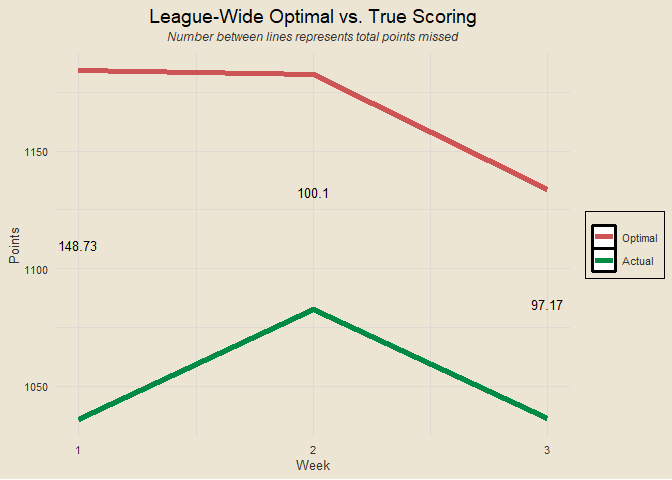 League-Wide Optimal vs. True Scoring
Number between lines represents total points missed
1150
1100
1050
Points
148.73
100.1
97.17
1
2
3
Week
Optimal
Actual